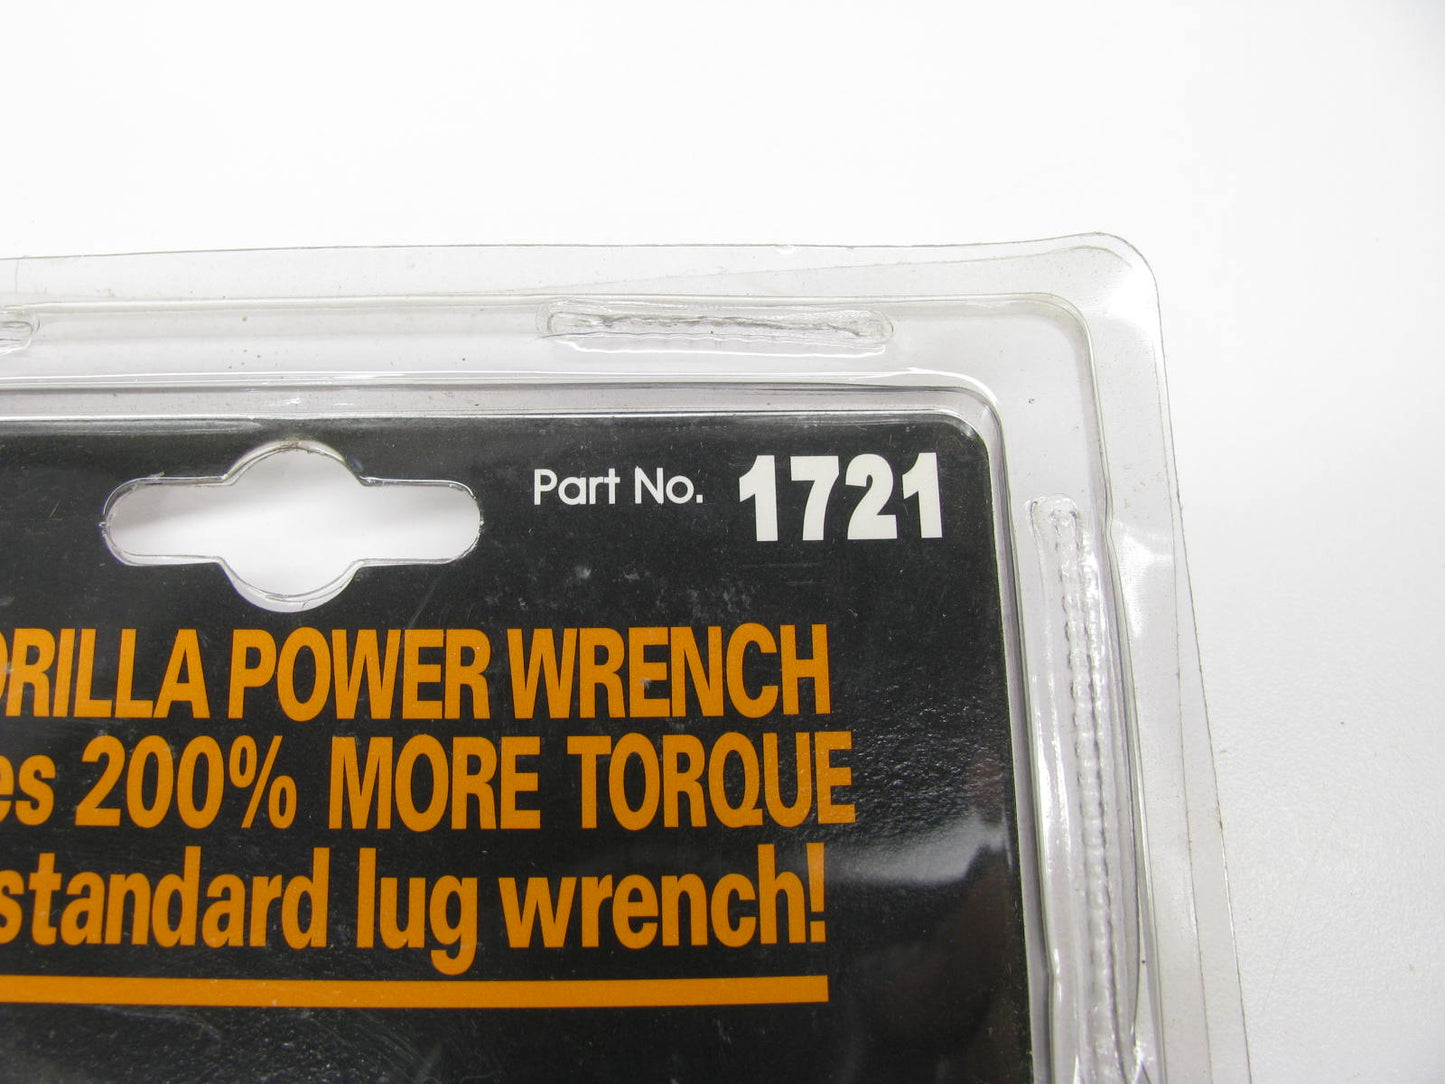 Part No. 1721
ORILLA POWER WRENCH
es 200% MORE TORQUE
standard lug wrench!